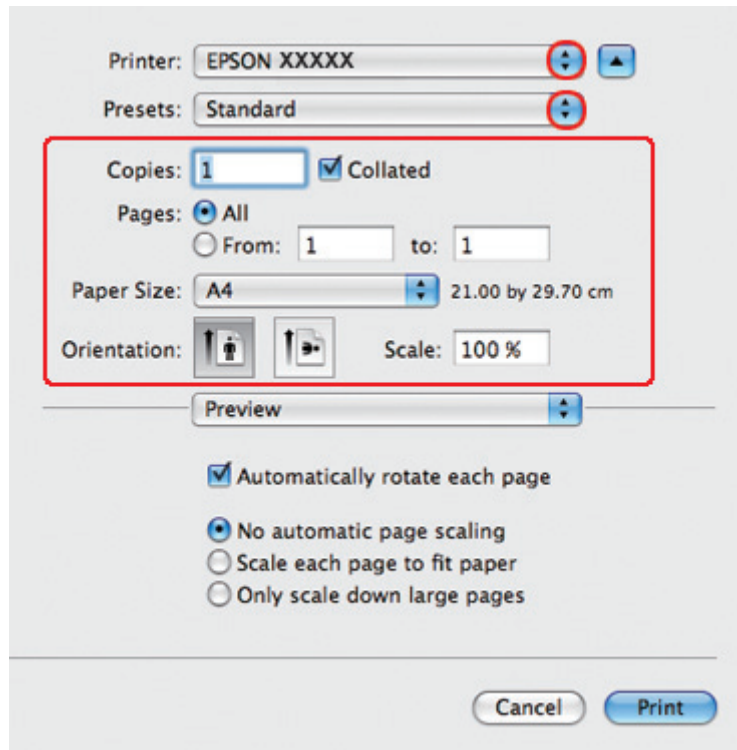 Printer: EPSON XXXXX
Presets: Standard
Copies: 1 Collated
Pages: All
From: 1 to: 1
Paper Size: A4 21.00 by 29.70 cm
Orientation: Scale: 100 %
Preview
Automatically rotate each page
No automatic page scaling
Scale each page to fit paper
Only scale down large pages
Cancel Print